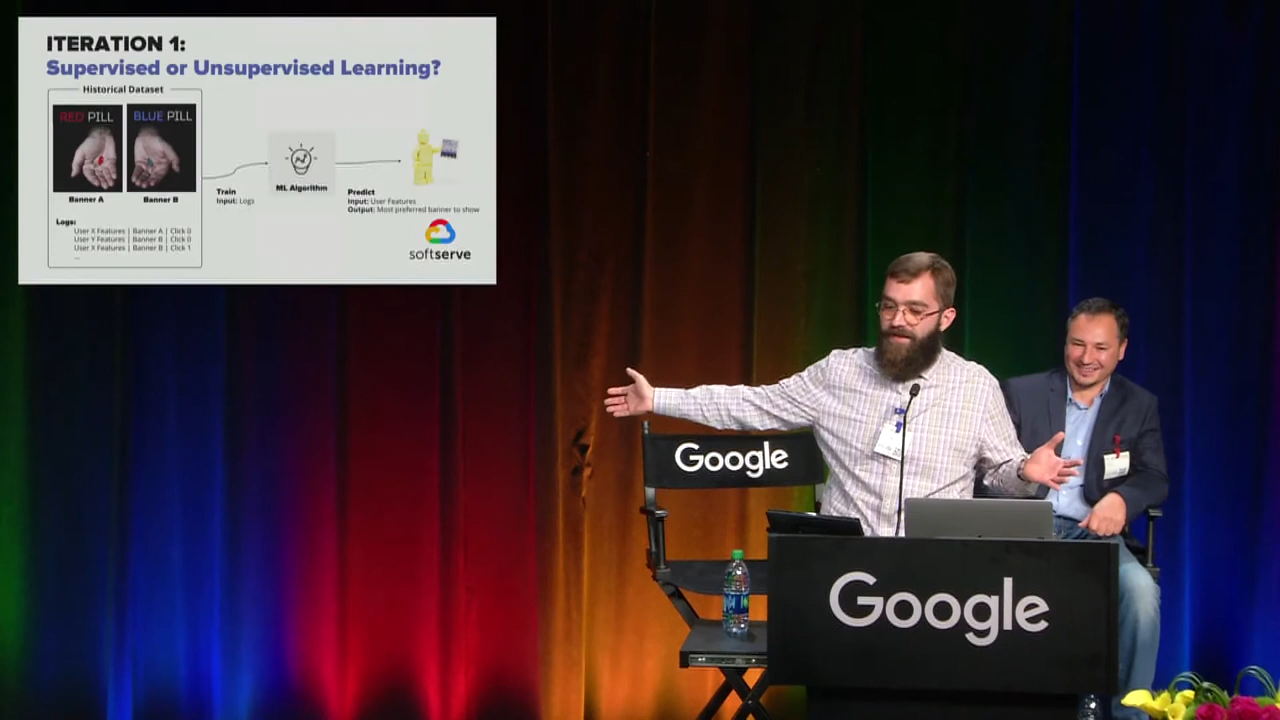 ITERATION 1:
Supervised or Unsupervised Learning?
Historical Dataset
RED PILL
BLUE PILL
Banner A
Banner B
Logs:
User X Features | Banner A | Click 0
User Y Features | Banner B | Click 0
User X Features | Banner B | Click 1
...
Train
Input: Logs
ML Algorithm
Predict
Input: User Features
Output: Most preferred banner to show
softserve
Google
Google